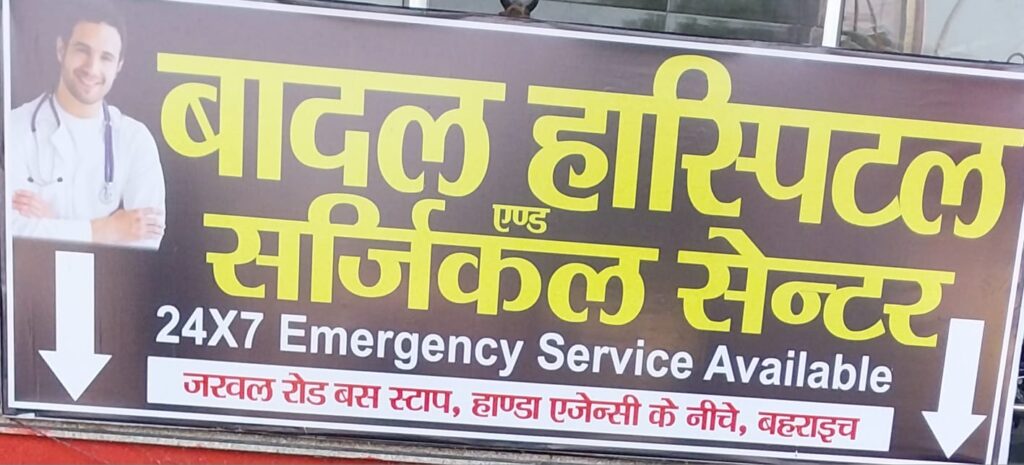 बादल हास्पिटल
एण्ड
सर्जिकल सेन्टर
24X7 Emergency Service Available
जरवल रोड बस स्टाप, हाण्डा एजेन्सी के नीचे, बहराइच